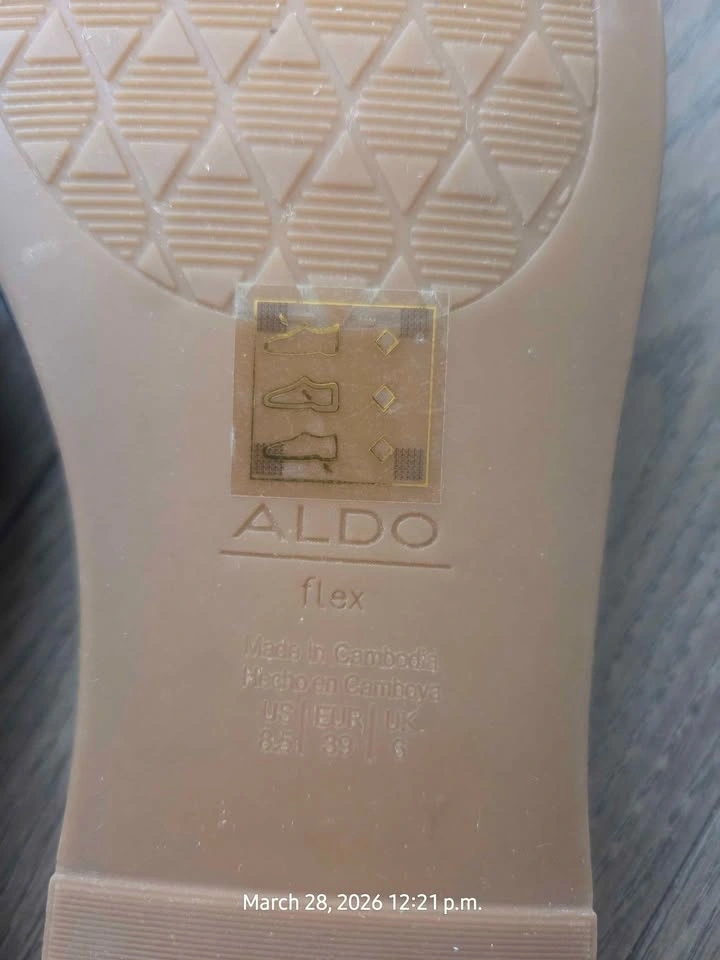 ALDO
flex
Made in Cambodia
Hecho en Camboya
US | EUR | UK
8.5 | 39 | 6
March 28, 2026 12:21 p.m.